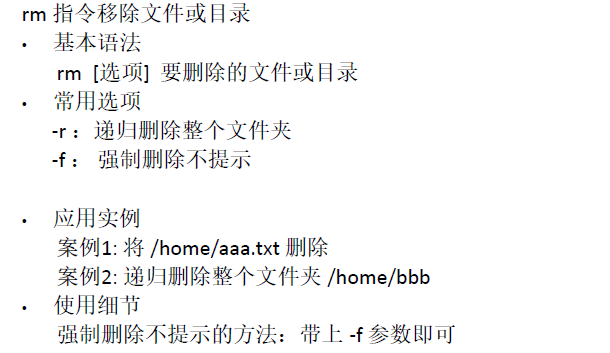 rm 指令移除文件或目录
• 基本语法
rm [选项] 要删除的文件或目录
• 常用选项
-r：递归删除整个文件夹
-f： 强制删除不提示
• 应用实例
案例1: 将 /home/aaa.txt 删除
案例2: 递归删除整个文件夹 /home/bbb
• 使用细节
强制删除不提示的方法：带上 -f 参数即可